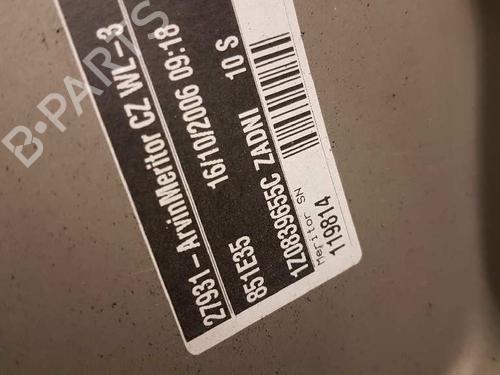 B-PARTS
27931-ArvinMeritor CZ WL-3
16/10/2006 09:18
851E35 10 S
1Z0839655C ZADNI
Meritor SN
119814